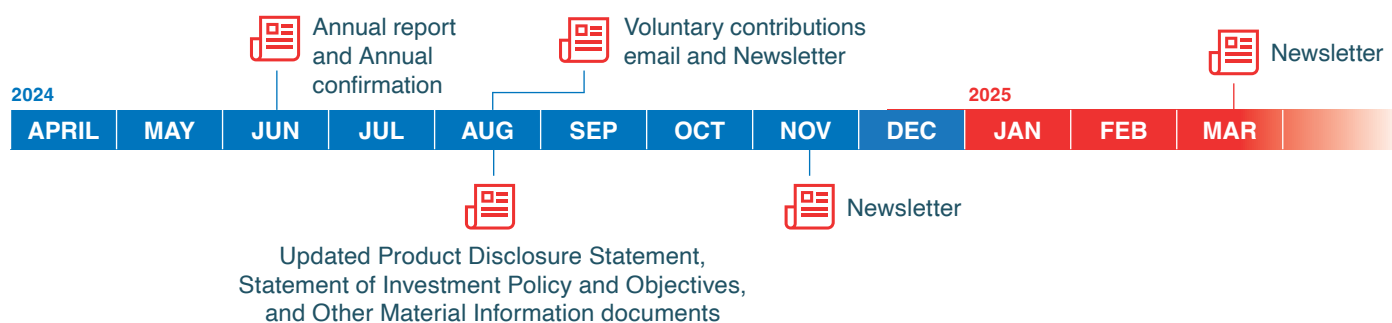 Annual report
and Annual
confirmation
Voluntary contributions
email and Newsletter
Newsletter
2024
2025
APRIL MAY JUN JUL AUG SEP OCT NOV DEC JAN FEB MAR
Newsletter
Updated Product Disclosure Statement,
Statement of Investment Policy and Objectives,
and Other Material Information documents